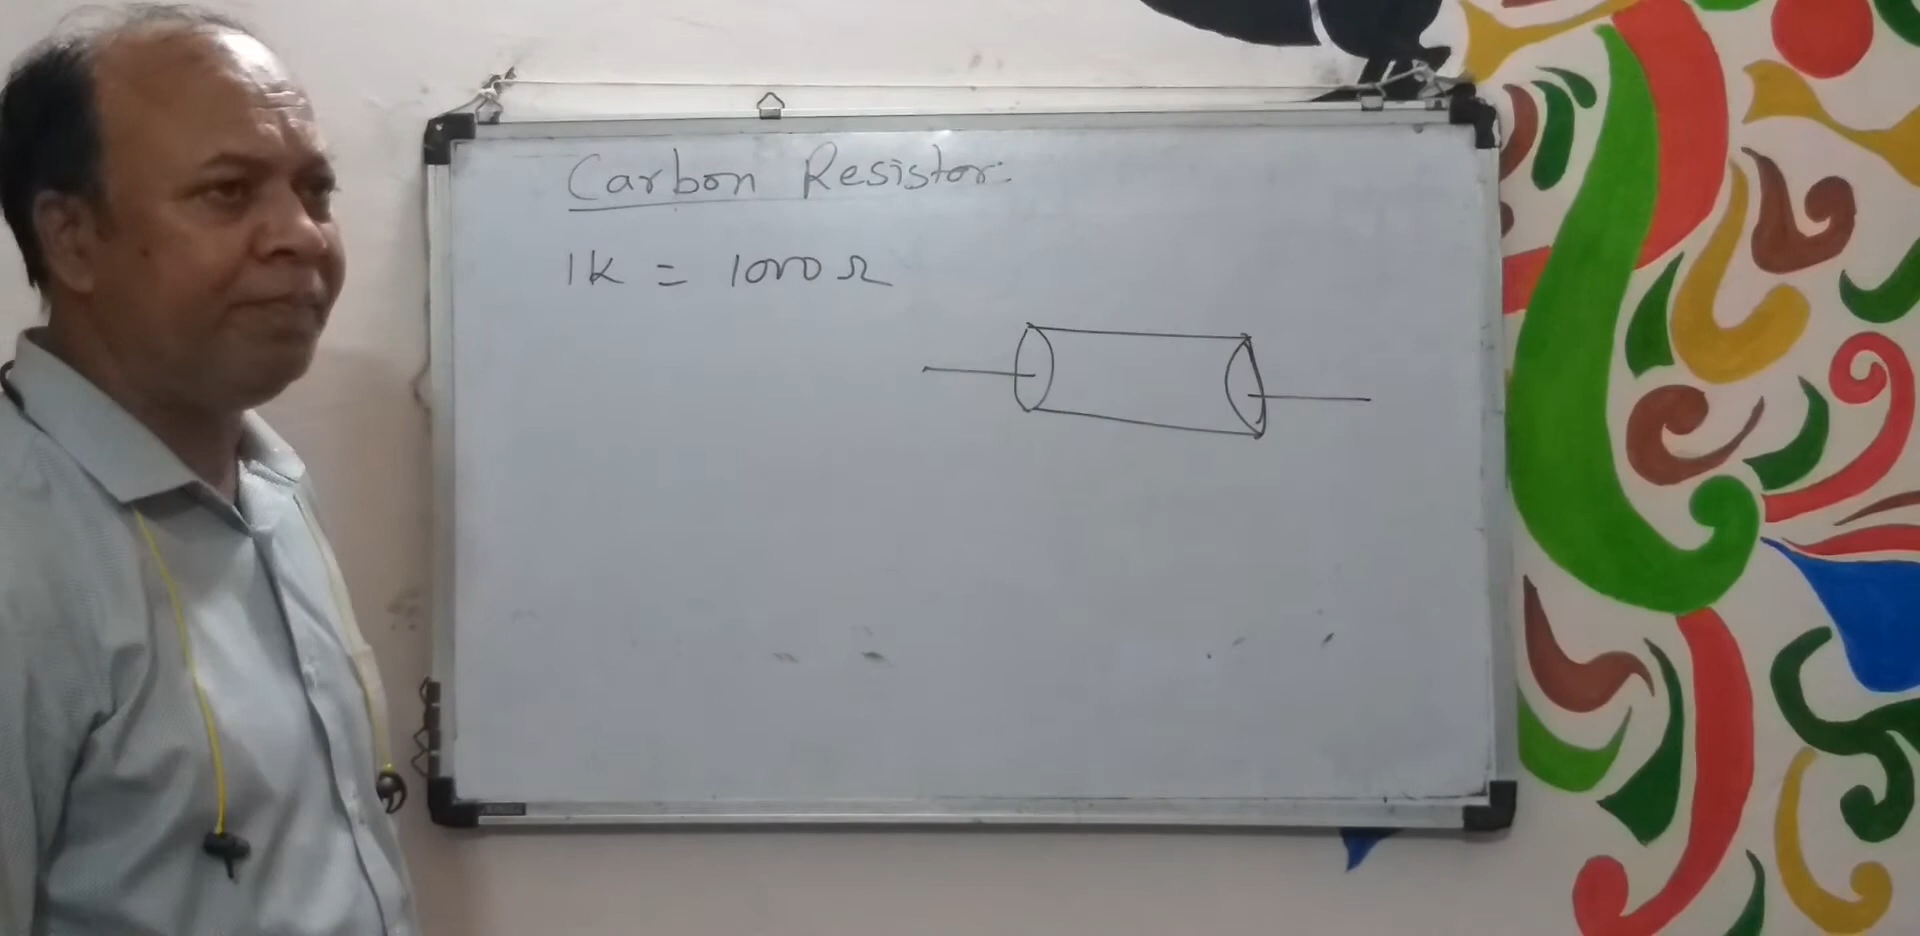 Carbon Resistor:
1K = 1000 Ω